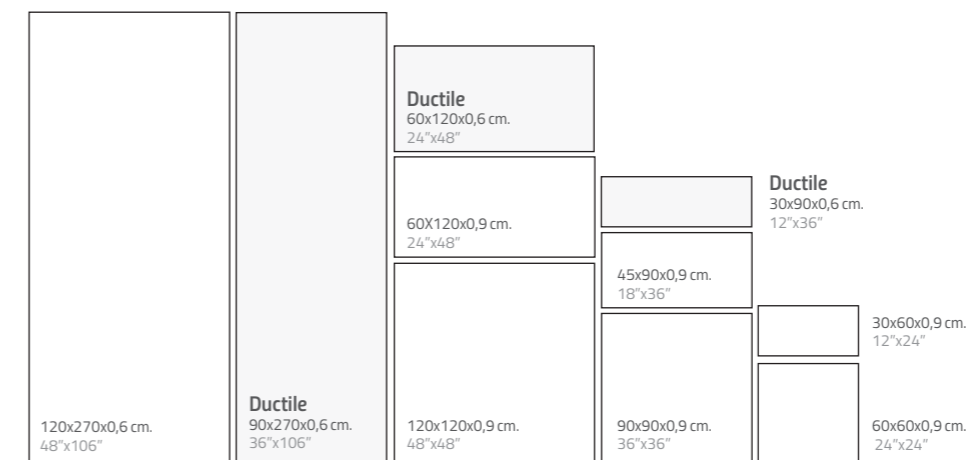 120x270x0,6 cm.
48"x106"
Ductile
90x270x0,6 cm.
36"x106"
Ductile
60x120x0,6 cm.
24"x48"
60X120x0,9 cm.
24"x48"
120x120x0,9 cm.
48"x48"
Ductile
30x90x0,6 cm.
12"x36"
45x90x0,9 cm.
18"x36"
90x90x0,9 cm.
36"x36"
30x60x0,9 cm.
12"x24"
60x60x0,9 cm.
24"x24"